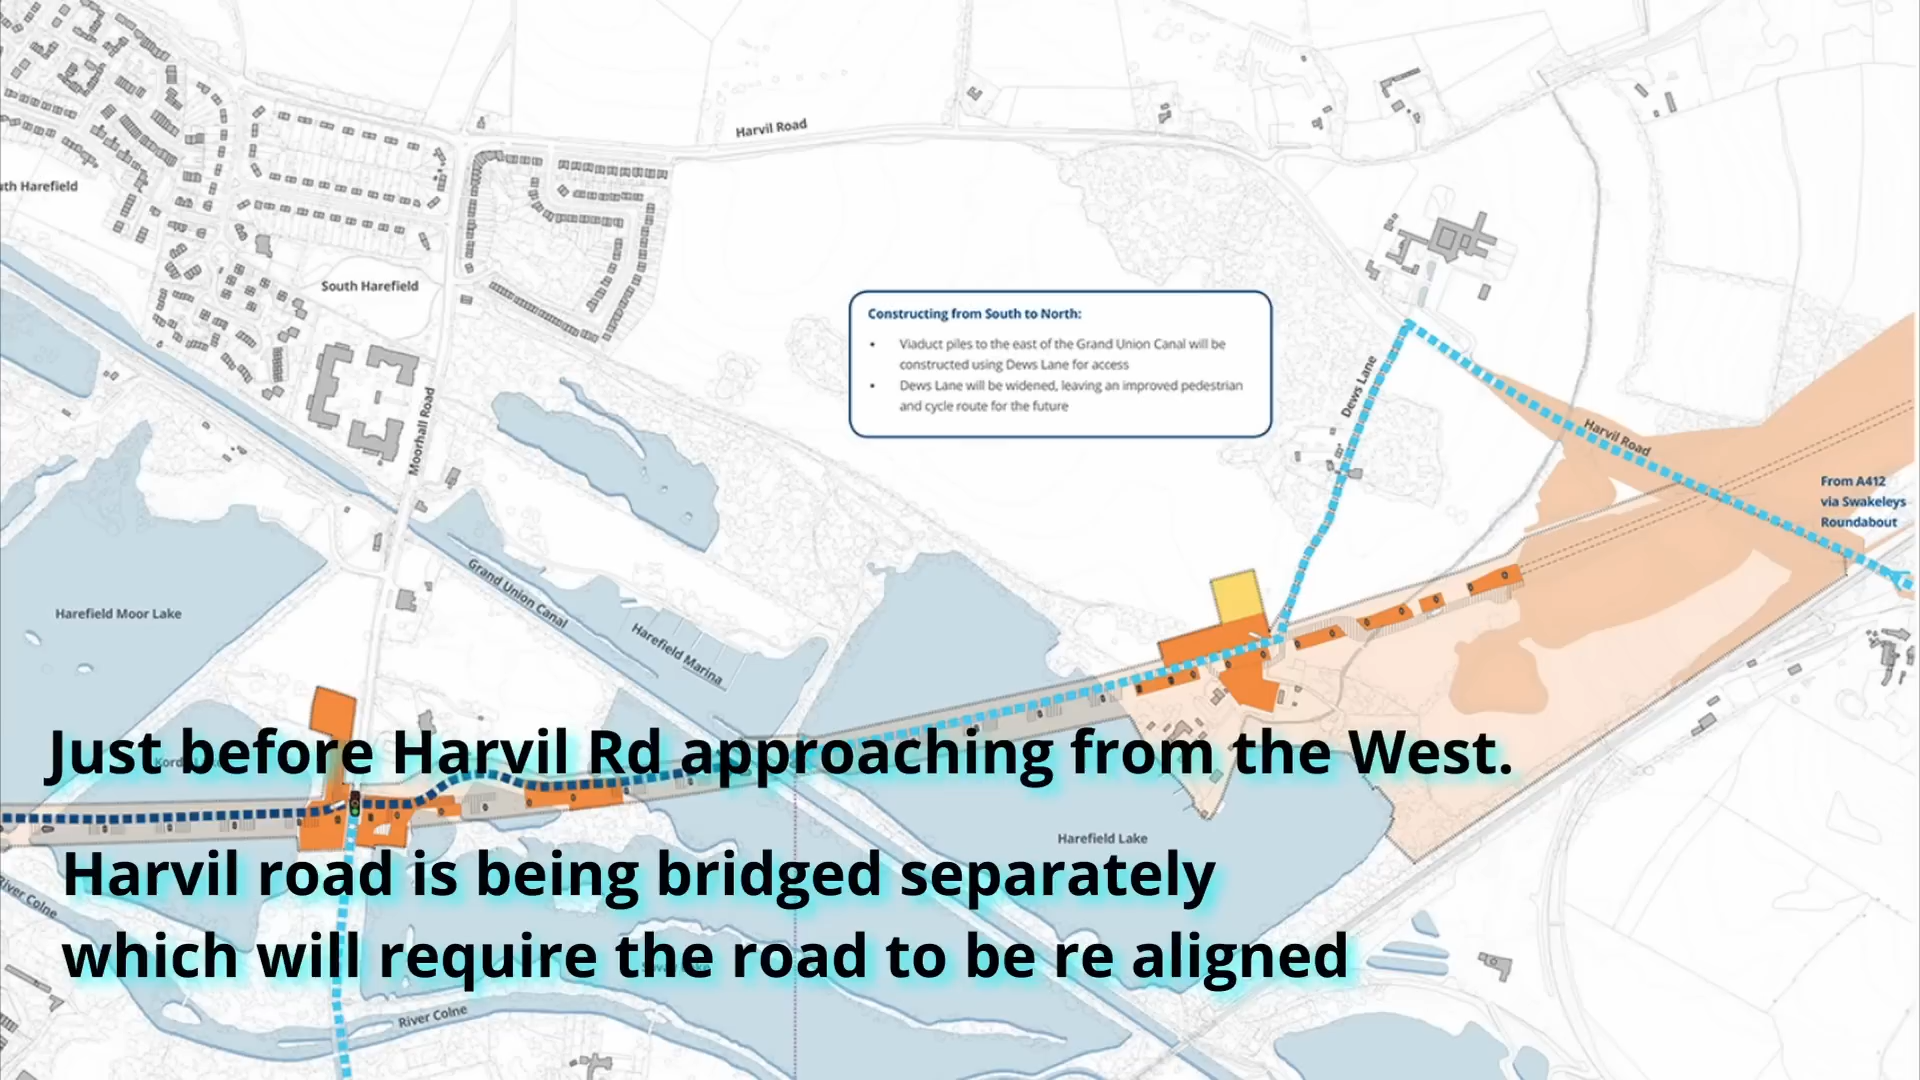 Harvil Road
uth Harefield
South Harefield
Constructing from South to North:
• Viaduct piles to the east of the Grand Union Canal will be
constructed using Dews Lane for access
• Dews Lane will be widened, leaving an improved pedestrian
and cycle route for the future
Moorhall Road
Dews Lane
Harvil Road
From A412
via Swakeleys
Roundabout
Grand Union Canal
Harefield Moor Lake
Harefield Marina
Just before Harvil Rd approaching from the West.
Harefield Lake
Harvil road is being bridged separately
River Colne
which will require the road to be re aligned
River Colne